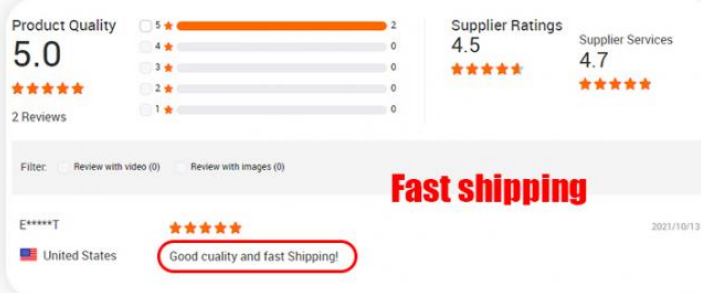 Product Quality
5.0
2 Reviews
5 2
4 0
3 0
2 0
1 0
Supplier Ratings
4.5
Supplier Services
4.7
Filter: Review with video (0) Review with images (0)
Fast shipping
E*****T
2021/10/13
United States
Good cuality and fast Shipping!